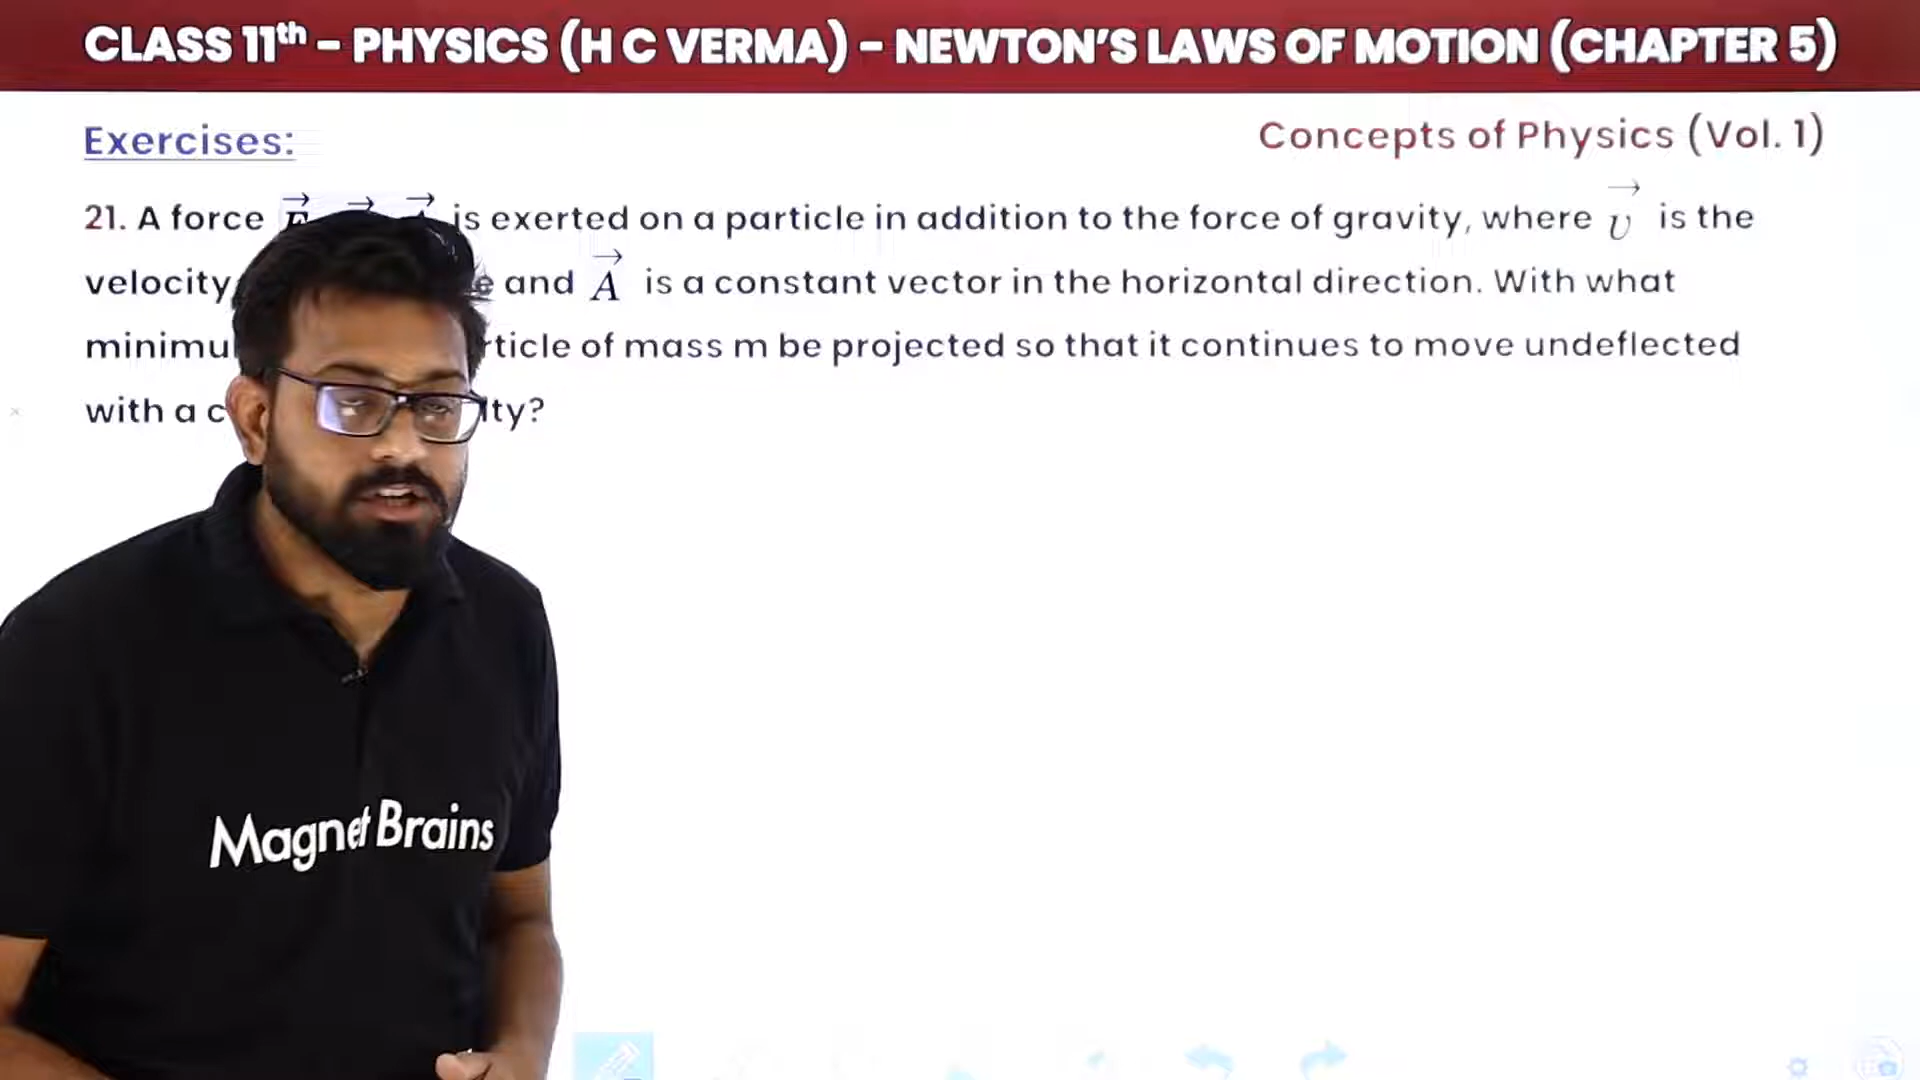 CLASS 11th – PHYSICS (H C VERMA) – NEWTON'S LAWS OF MOTION (CHAPTER 5)
Exercises:
Concepts of Physics (Vol. 1)
21. A force is exerted on a particle in addition to the force of gravity, where v⃗ is the
velocity and A⃗ is a constant vector in the horizontal direction. With what
of mass m be projected so that it continues to move undeflected
with a
Magnet Brains